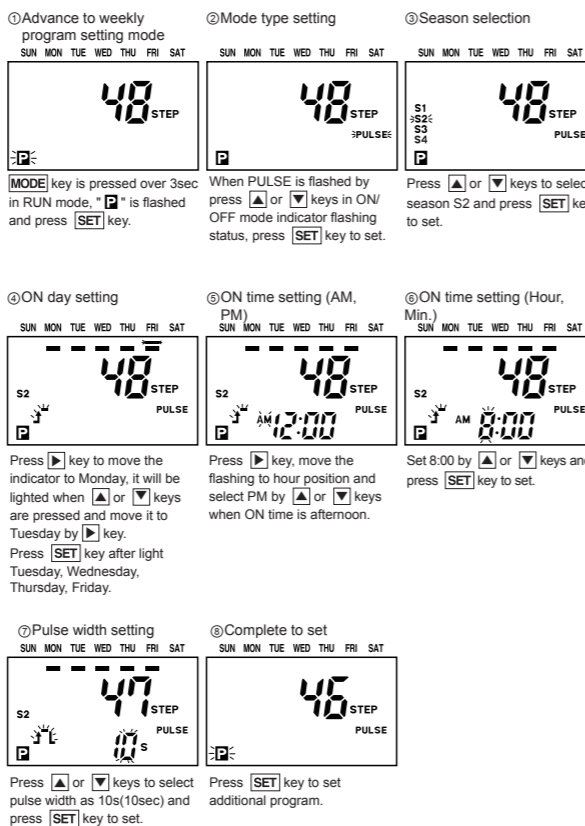 ①Advance to weekly
program setting mode
SUN MON TUE WED THU FRI SAT
48 STEP
P
MODE key is pressed over 3sec
in RUN mode, " P " is flashed
and press SET key.
②Mode type setting
SUN MON TUE WED THU FRI SAT
48 STEP
PULSE
P
When PULSE is flashed by
press ▲ or ▼ keys in ON/
OFF mode indicator flashing
status, press SET key to set.
③Season selection
SUN MON TUE WED THU FRI SAT
48 STEP
S1
S2
S3
S4
PULSE
P
Press ▲ or ▼ keys to selec
season S2 and press SET ke
to set.
④ON day setting
SUN MON TUE WED THU FRI SAT
48 STEP
S2
PULSE
P
Press ▶ key to move the
indicator to Monday, it will be
lighted when ▲ or ▼ keys
are pressed and move it to
Tuesday by ▶ key.
Press SET key after light
Tuesday, Wednesday,
Thursday, Friday.
⑤ON time setting (AM,
PM)
SUN MON TUE WED THU FRI SAT
48 STEP
S2
PULSE
P AM 12:00
Press ▶ key, move the
flashing to hour position and
select PM by ▲ or ▼ keys
when ON time is afternoon.
⑥ON time setting (Hour,
Min.)
SUN MON TUE WED THU FRI SAT
48 STEP
S2
PULSE
P AM 8:00
Set 8:00 by ▲ or ▼ keys and
press SET key to set.
⑦Pulse width setting
SUN MON TUE WED THU FRI SAT
47 STEP
S2
PULSE
P 10 s
Press ▲ or ▼ keys to select
pulse width as 10s(10sec) and
press SET key to set.
⑧Complete to set
SUN MON TUE WED THU FRI SAT
46 STEP
PULSE
P
Press SET key to set
additional program.